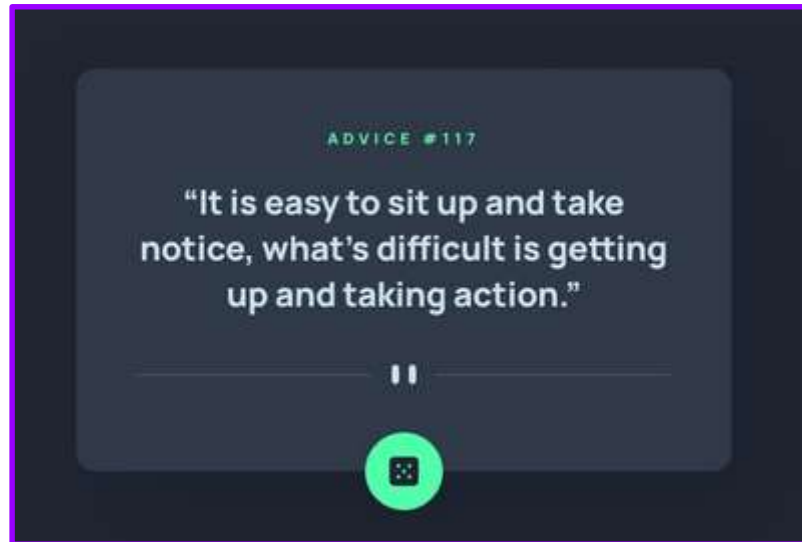 ADVICE #117
“It is easy to sit up and take
notice, what’s difficult is getting
up and taking action.”